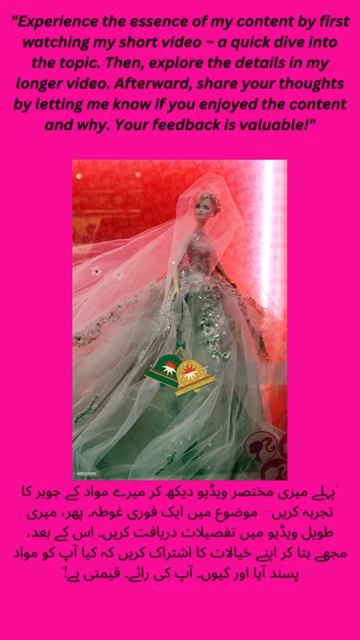 "Experience the essence of my content by first
watching my short video – a quick dive into
the topic. Then, explore the details in my
longer video. Afterward, share your thoughts
by letting me know if you enjoyed the content
and why. Your feedback is valuable!"
"پہلے میری مختصر ویڈیو دیکھ کر میرے مواد کے جوہر کا
تجربہ کریں - موضوع میں ایک فوری غوطہ۔ پھر، میری
طویل ویڈیو میں تفصیلات دریافت کریں۔ اس کے بعد،
مجھے بتا کر اپنے خیالات کا اشتراک کریں کہ کیا آپ کو مواد
پسند آیا اور کیوں۔ آپ کی رائے۔ قیمتی ہے!"